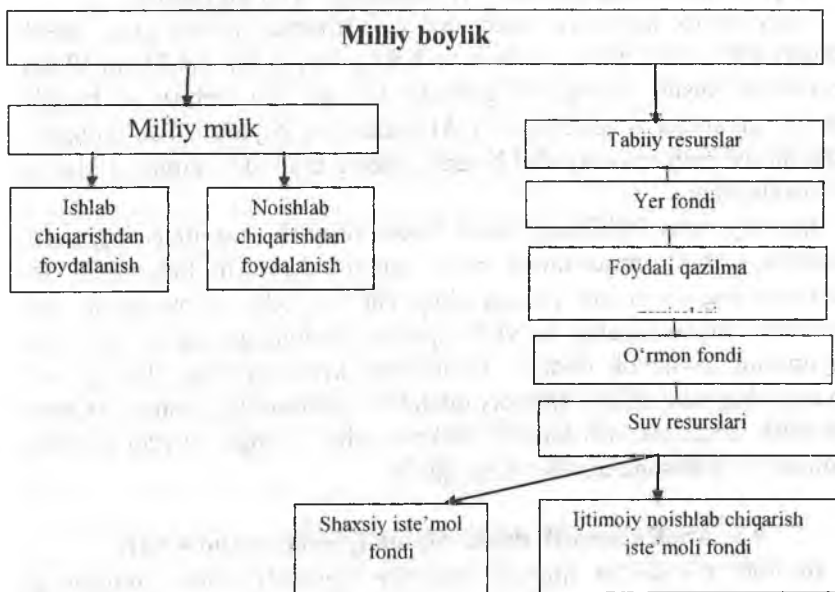 Milliy boylik
Milliy mulk
Tabiiy resurslar
Ishlab
chiqarishdan
foydalanish
Noishlab
chiqarishdan
foydalanish
Yer fondi
Foydali qazilma
O‘rmon fondi
Suv resurslari
Shaxsiy iste’mol
fondi
Ijtimoiy noishlab chiqarish
iste’moli fondi